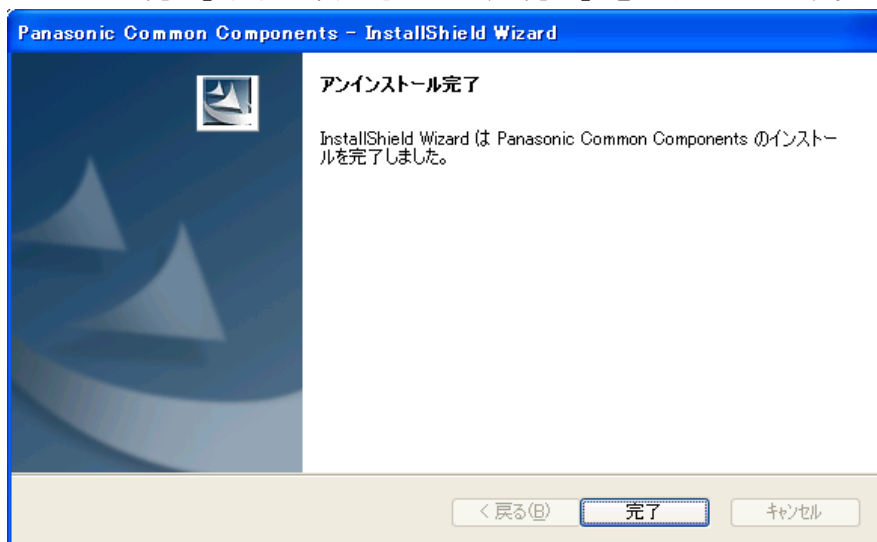 Panasonic Common Components - InstallShield Wizard
アンインストール完了
InstallShield Wizard は Panasonic Common Components のインストー
ルを完了しました。
< 戻る(B)
完了
キャンセル